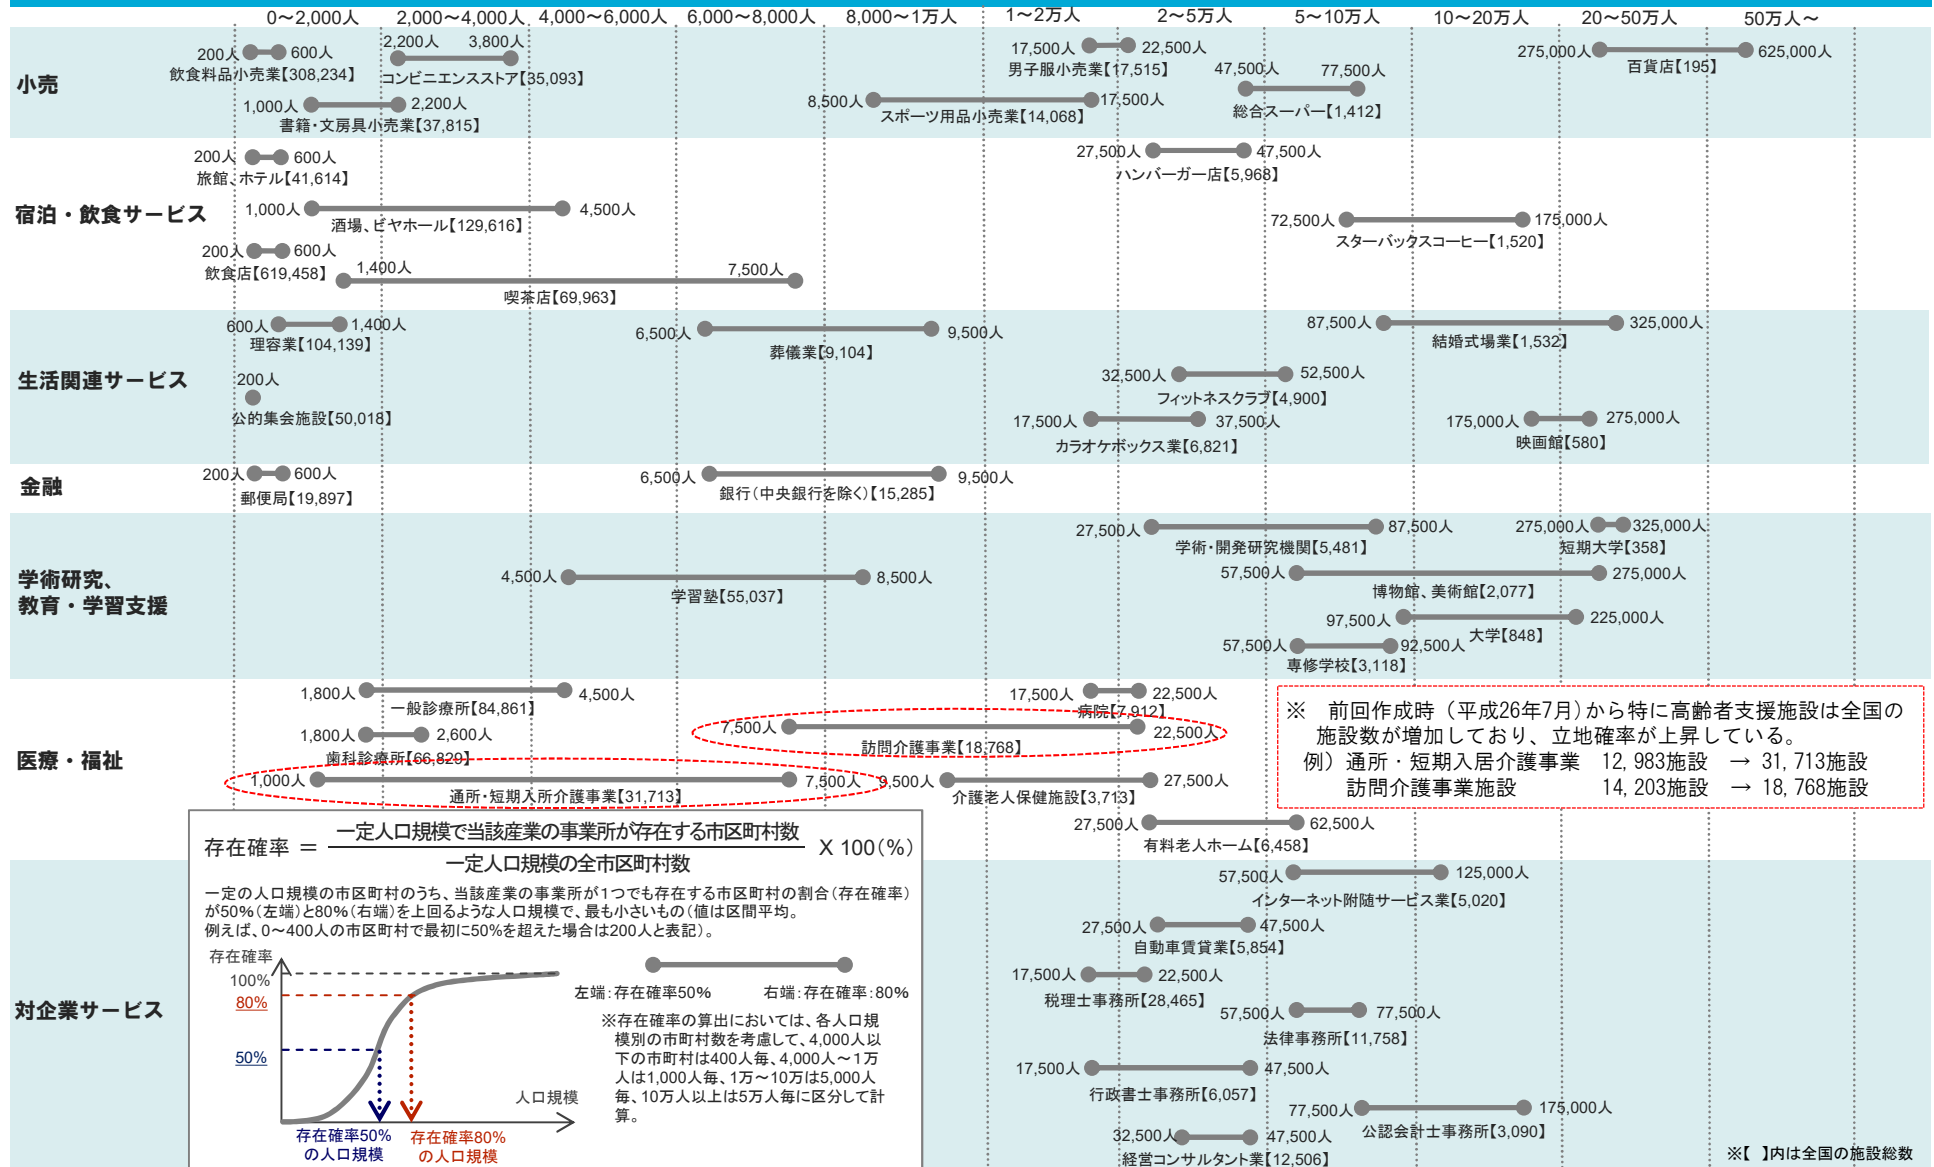 0～2,000人
2,000～4,000人
4,000～6,000人
6,000～8,000人
8,000～1万人
1～2万人
2～5万人
5～10万人
10～20万人
20～50万人
50万人～
小売
200人 600人
飲食料品小売業【308,234】
2,200人 3,800人
コンビニエンスストア【35,093】
1,000人 2,200人
書籍・文房具小売業【37,815】
8,500人 17,500人
スポーツ用品小売業【14,068】
17,500人 22,500人
男子服小売業【17,515】
47,500人 77,500人
総合スーパー【1,412】
275,000人 625,000人
百貨店【195】
宿泊・飲食サービス
200人 600人
旅館、ホテル【41,614】
1,000人 4,500人
酒場、ビヤホール【129,616】
200人 600人
飲食店【619,458】
1,400人 7,500人
喫茶店【69,963】
27,500人 47,500人
ハンバーガー店【5,968】
72,500人 175,000人
スターバックスコーヒー【1,520】
生活関連サービス
600人 1,400人
理容業【104,139】
200人
公的集会施設【50,018】
6,500人 9,500人
葬儀業【9,104】
87,500人 325,000人
結婚式場業【1,532】
32,500人 52,500人
フィットネスクラブ【4,900】
17,500人 37,500人
カラオケボックス業【6,821】
175,000人 275,000人
映画館【580】
金融
200人 600人
郵便局【19,897】
6,500人 9,500人
銀行（中央銀行を除く）【15,285】
学術研究、
教育・学習支援
27,500人 87,500人
学術・開発研究機関【5,481】
275,000人 325,000人
短期大学【358】
4,500人 8,500人
学習塾【55,037】
57,500人 275,000人
博物館、美術館【2,077】
97,500人 225,000人
大学【848】
57,500人 92,500人
専修学校【3,118】
医療・福祉
1,800人 4,500人
一般診療所【84,861】
1,800人 2,600人
歯科診療所【66,829】
1,000人 7,500人
通所・短期入所介護事業【31,713】
17,500人 22,500人
病院【7,912】
7,500人 22,500人
訪問介護事業【18,768】
9,500人 27,500人
介護老人保健施設【3,713】
27,500人 62,500人
有料老人ホーム【6,458】
※ 前回作成時（平成26年7月）から特に高齢者支援施設は全国の
施設数が増加しており、立地確率が上昇している。
例）通所・短期入居介護事業 12,983施設 → 31,713施設
訪問介護事業施設 14,203施設 → 18,768施設
対企業サービス
57,500人 125,000人
インターネット附随サービス業【5,020】
27,500人 47,500人
自動車賃貸業【5,854】
17,500人 22,500人
税理士事務所【28,465】
57,500人 77,500人
法律事務所【11,758】
17,500人 47,500人
行政書士事務所【6,057】
77,500人 175,000人
公認会計士事務所【3,090】
32,500人 47,500人
経営コンサルタント業【12,506】
存在確率 ＝ 一定人口規模で当該産業の事業所が存在する市区町村数 X 100（%）
一定人口規模の全市区町村数
一定の人口規模の市区町村のうち、当該産業の事業所が1つでも存在する市区町村の割合（存在確率）
が50%（左端）と80%（右端）を上回るような人口規模で、最も小さいもの（値は区間平均。
例えば、0～400人の市区町村で最初に50%を超えた場合は200人と表記）。
存在確率
100%
80%
50%
人口規模
存在確率50%
の人口規模
存在確率80%
の人口規模
左端：存在確率50% 右端：存在確率：80%
※存在確率の算出においては、各人口規
模別の市町村数を考慮して、4,000人以
下の市町村は400人毎、4,000人～1万
人は1,000人毎、1万～10万は5,000人
毎、10万人以上は5万人毎に区分して計
算。
※【 】内は全国の施設総数